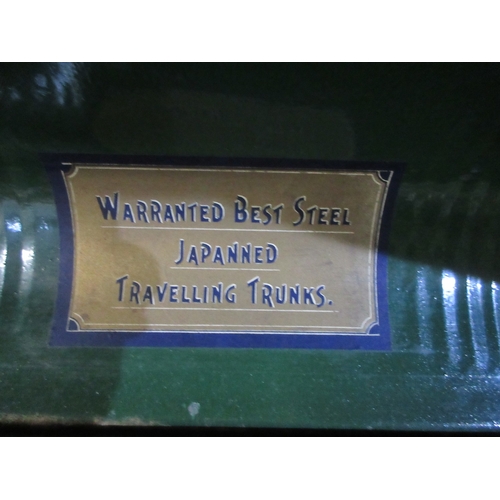 WARRANTED BEST STEEL
JAPANNED
TRAVELLING TRUNKS.